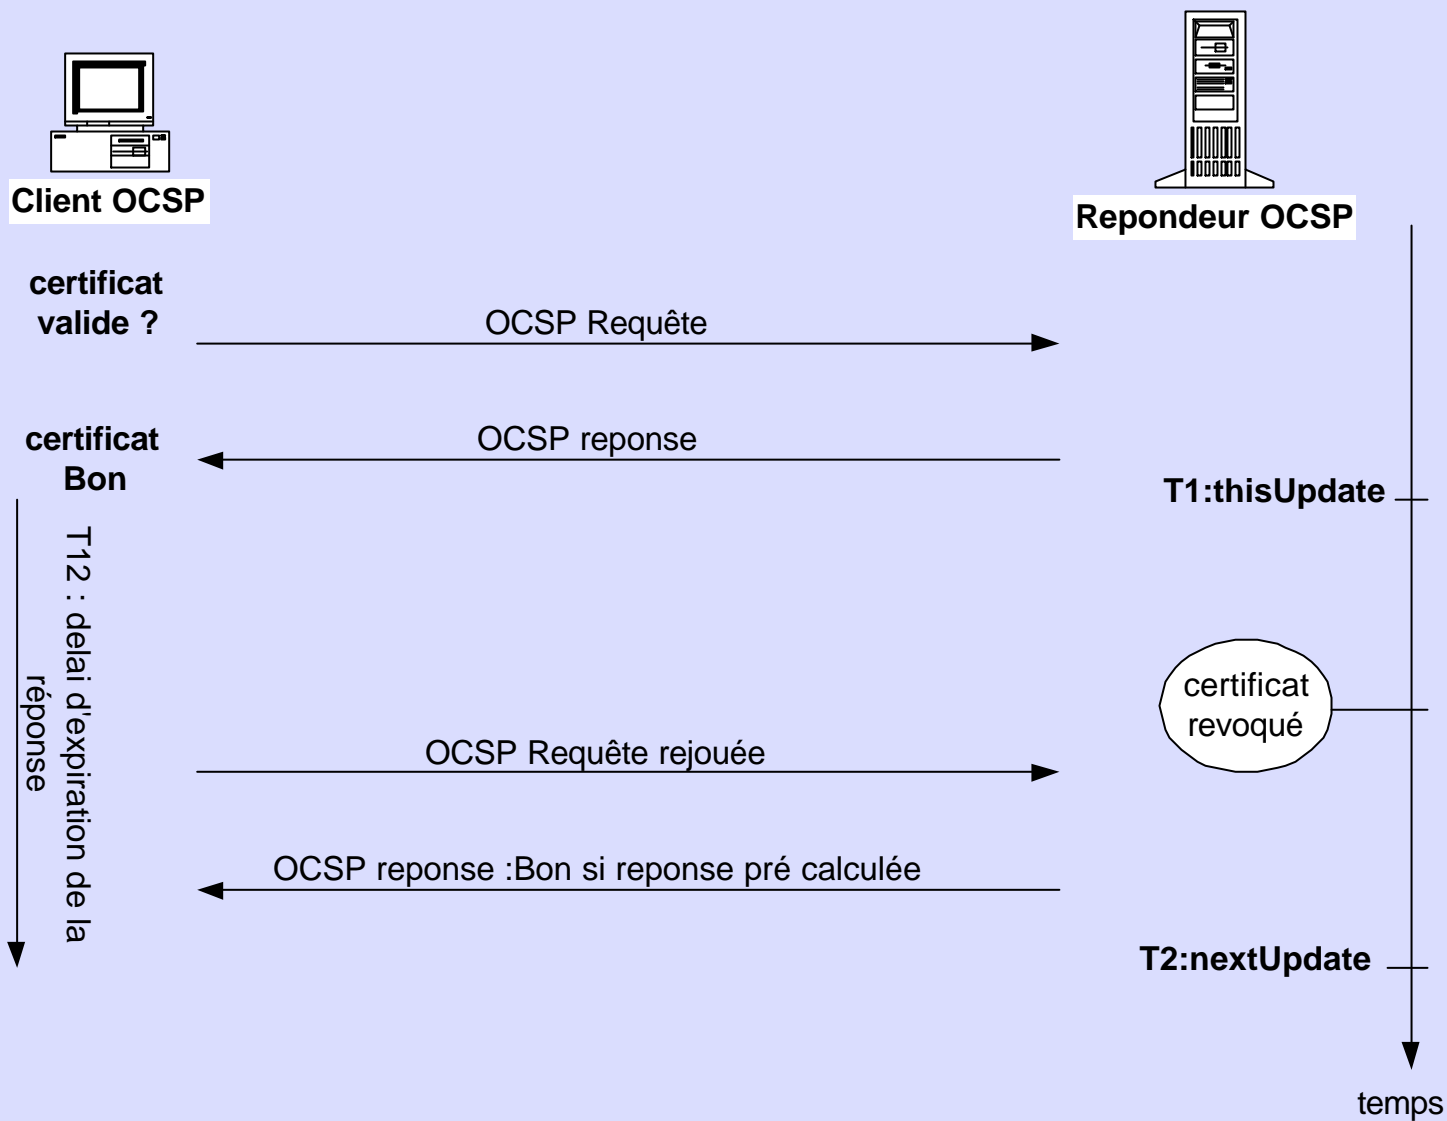 Client OCSP
Repondeur OCSP
certificat
valide ?
OCSP Requête
certificat
Bon
OCSP reponse
T1:thisUpdate
T12 : delai d'expiration de la
réponse
certificat
revoqué
OCSP Requête rejouée
OCSP reponse :Bon si reponse pré calculée
T2:nextUpdate
temps